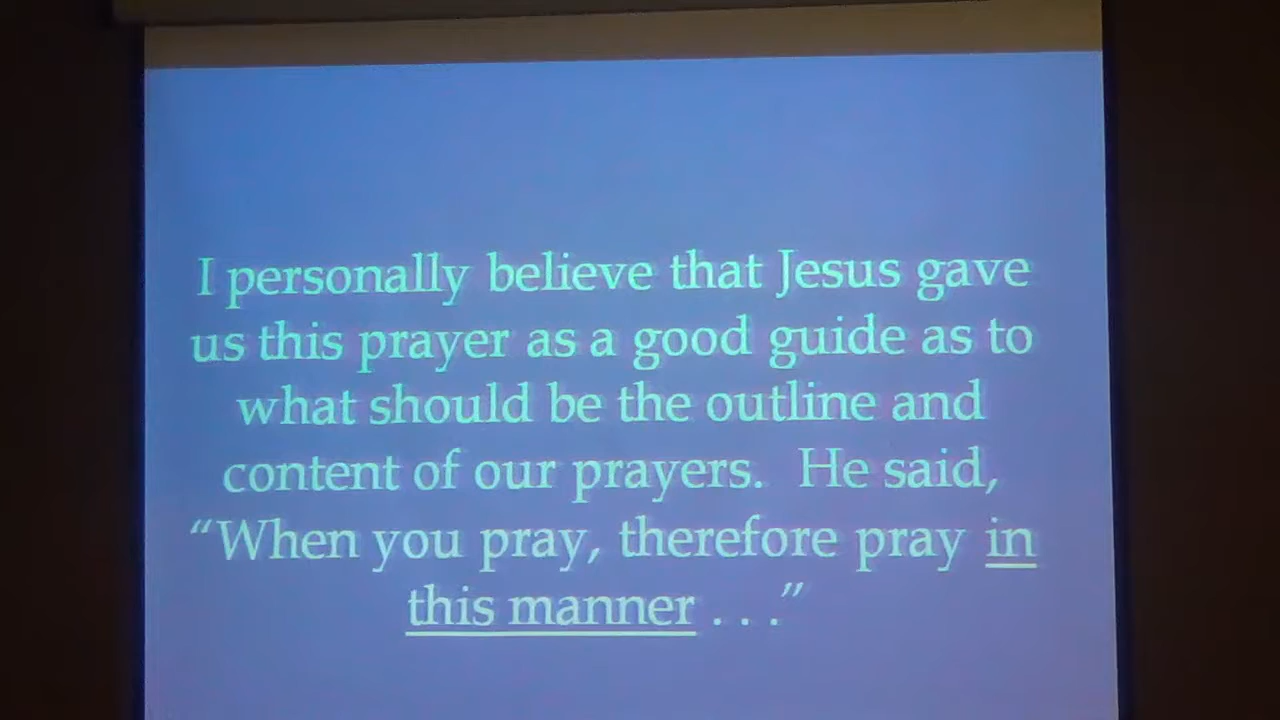 I personally believe that Jesus gave
us this prayer as a good guide as to
what should be the outline and
content of our prayers.  He said,
“When you pray, therefore pray in
this manner . . .”